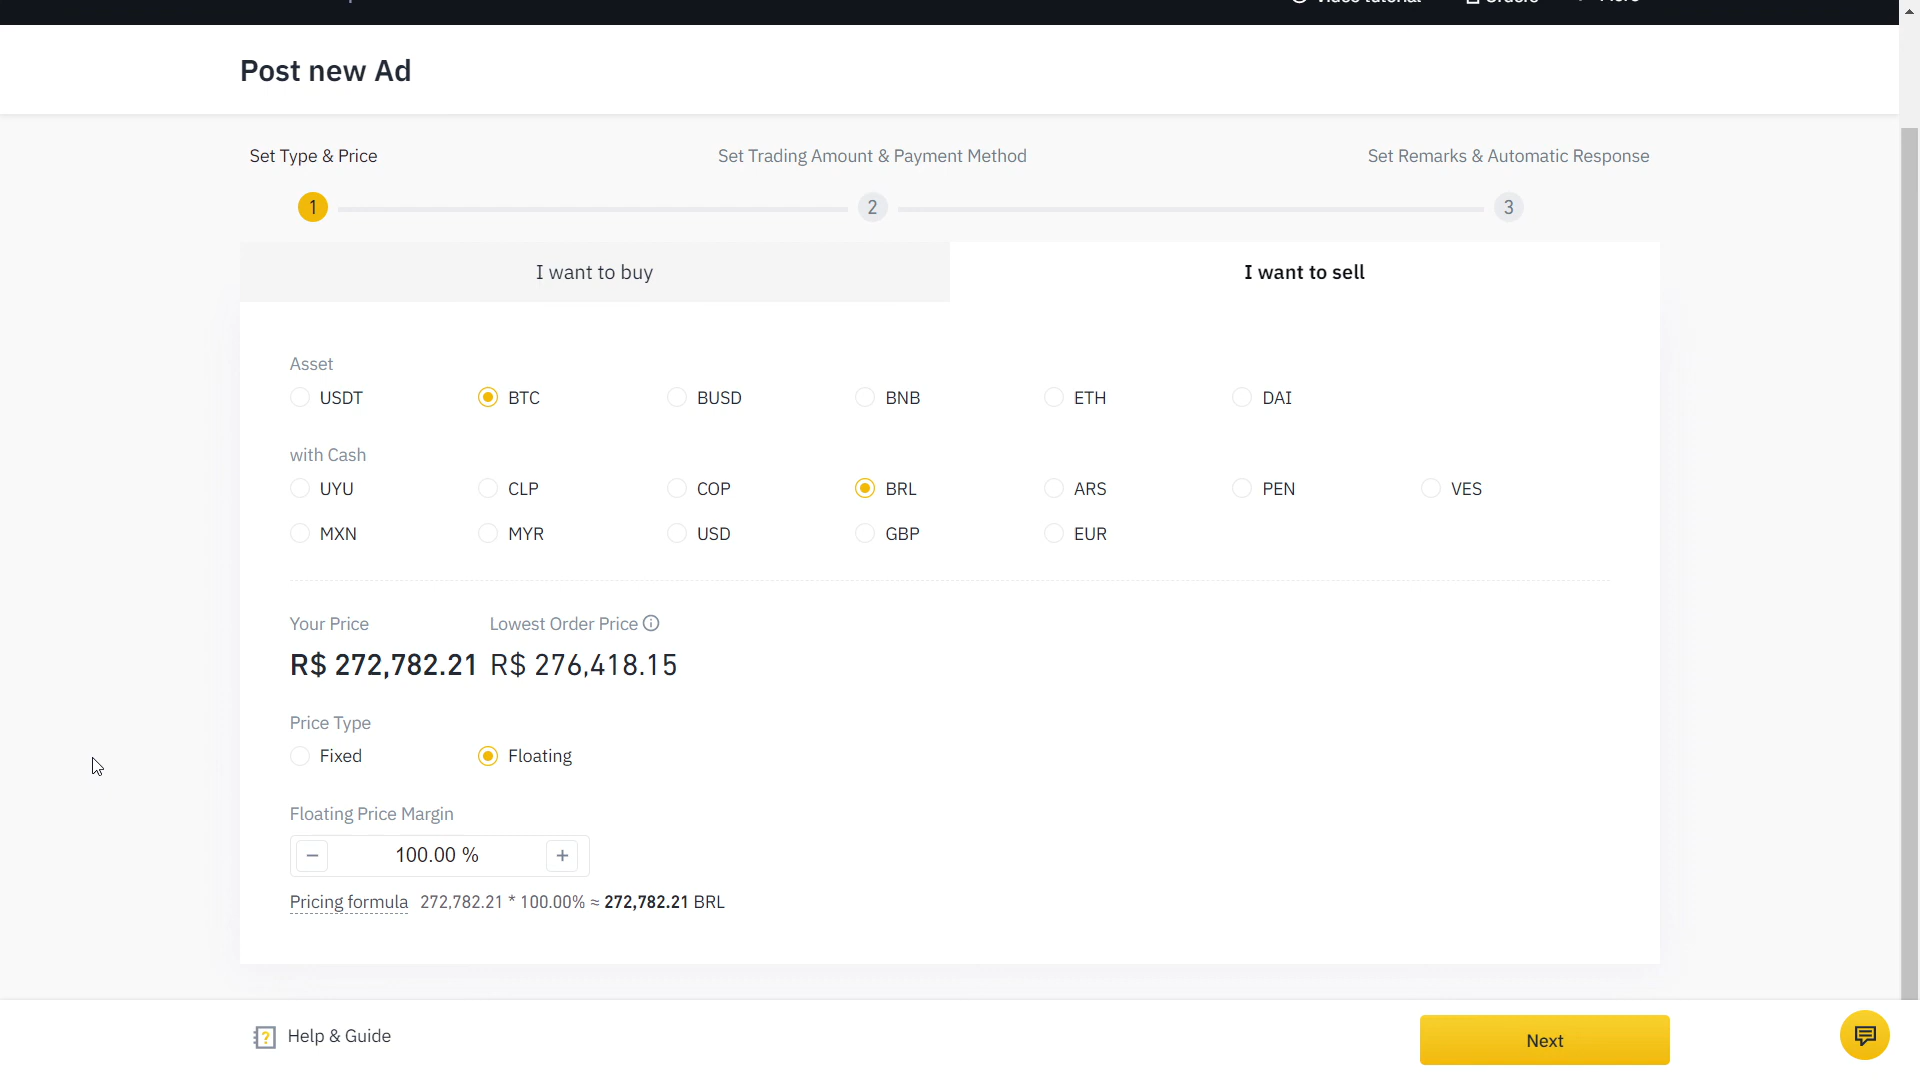 Post new Ad
Set Type & Price
Set Trading Amount & Payment Method
Set Remarks & Automatic Response
1
2
3
I want to buy
I want to sell
Asset
USDT
BTC
BUSD
BNB
ETH
DAI
with Cash
UYU
CLP
COP
BRL
ARS
PEN
VES
MXN
MYR
USD
GBP
EUR
Your Price
Lowest Order Price
R$ 272,782.21
R$ 276,418.15
Price Type
Fixed
Floating
Floating Price Margin
100.00 %
Pricing formula 272,782.21 * 100.00% ≈ 272,782.21 BRL
Help & Guide
Next